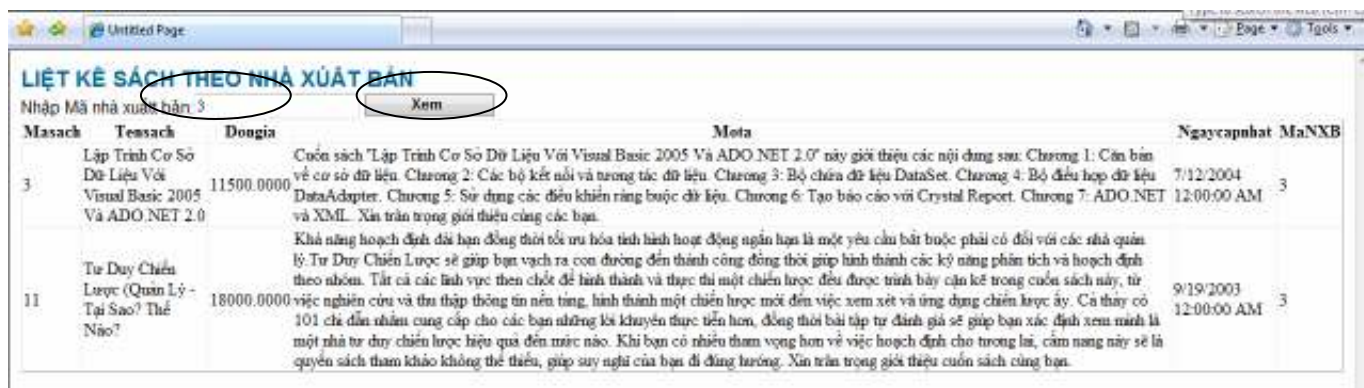 Untitled Page
Page
Tools
LIỆT KÊ SÁCH THEO NHÀ XUẤT BẢN
Nhập Mã nhà xuất bản 3
Xem
Masach Tensach Dongia Mota Ngaycapnhat MaNXB
3
Lập Trình Cơ Sở
Dữ Liệu Với
Visual Basic 2005
Và ADO.NET 2.0
11500.0000
Cuốn sách "Lập Trình Cơ Sở Dữ Liệu Với Visual Basic 2005 Và ADO.NET 2.0" này giới thiệu các nội dung sau: Chương 1: Căn bản
về cơ sở dữ liệu. Chương 2: Các bộ kết nối và tương tác dữ liệu. Chương 3: Bộ chứa dữ liệu DataSet. Chương 4: Bộ điều hợp dữ liệu
DataAdapter. Chương 5: Sử dụng các điều khiển ràng buộc dữ liệu. Chương 6: Tạo báo cáo với Crystal Report. Chương 7: ADO.NET
và XML. Xin trân trọng giới thiệu cùng các bạn.
7/12/2004
12:00:00 AM
3
11
Tư Duy Chiến
Lược (Quản Lý -
Tại Sao? Thế
Nào?
18000.0000
Khả năng hoạch định dài hạn đồng thời tối ưu hóa tình hình hoạt động ngắn hạn là một yêu cầu bắt buộc phải có đối với các nhà quản
lý.Tư Duy Chiến Lược sẽ giúp bạn vạch ra con đường đến thành công đồng thời giúp hình thành các kỹ năng phân tích và hoạch định
theo nhóm. Tất cả các lĩnh vực then chốt để hình thành và thực thi một chiến lược đều được trình bày cặn kẽ trong cuốn sách này, từ
việc nghiên cứu và thu thập thông tin nền tảng, hình thành một chiến lược mới đến việc xem xét và ứng dụng chiến lược ấy. Cả thảy có
101 chỉ dẫn nhằm cung cấp cho các bạn những lời khuyên thực tiễn hơn, đồng thời bài tập tự đánh giá sẽ giúp bạn xác định xem mình là
một nhà tư duy chiến lược hiệu quả đến mức nào. Khi bạn có nhiều tham vọng hơn về việc hoạch định cho tương lai, cẩm nang này sẽ là
quyển sách tham khảo không thể thiếu, giúp suy nghĩ của bạn đi đúng hướng. Xin trân trọng giới thiệu cuốn sách cùng bạn.
9/19/2003
12:00:00 AM
3